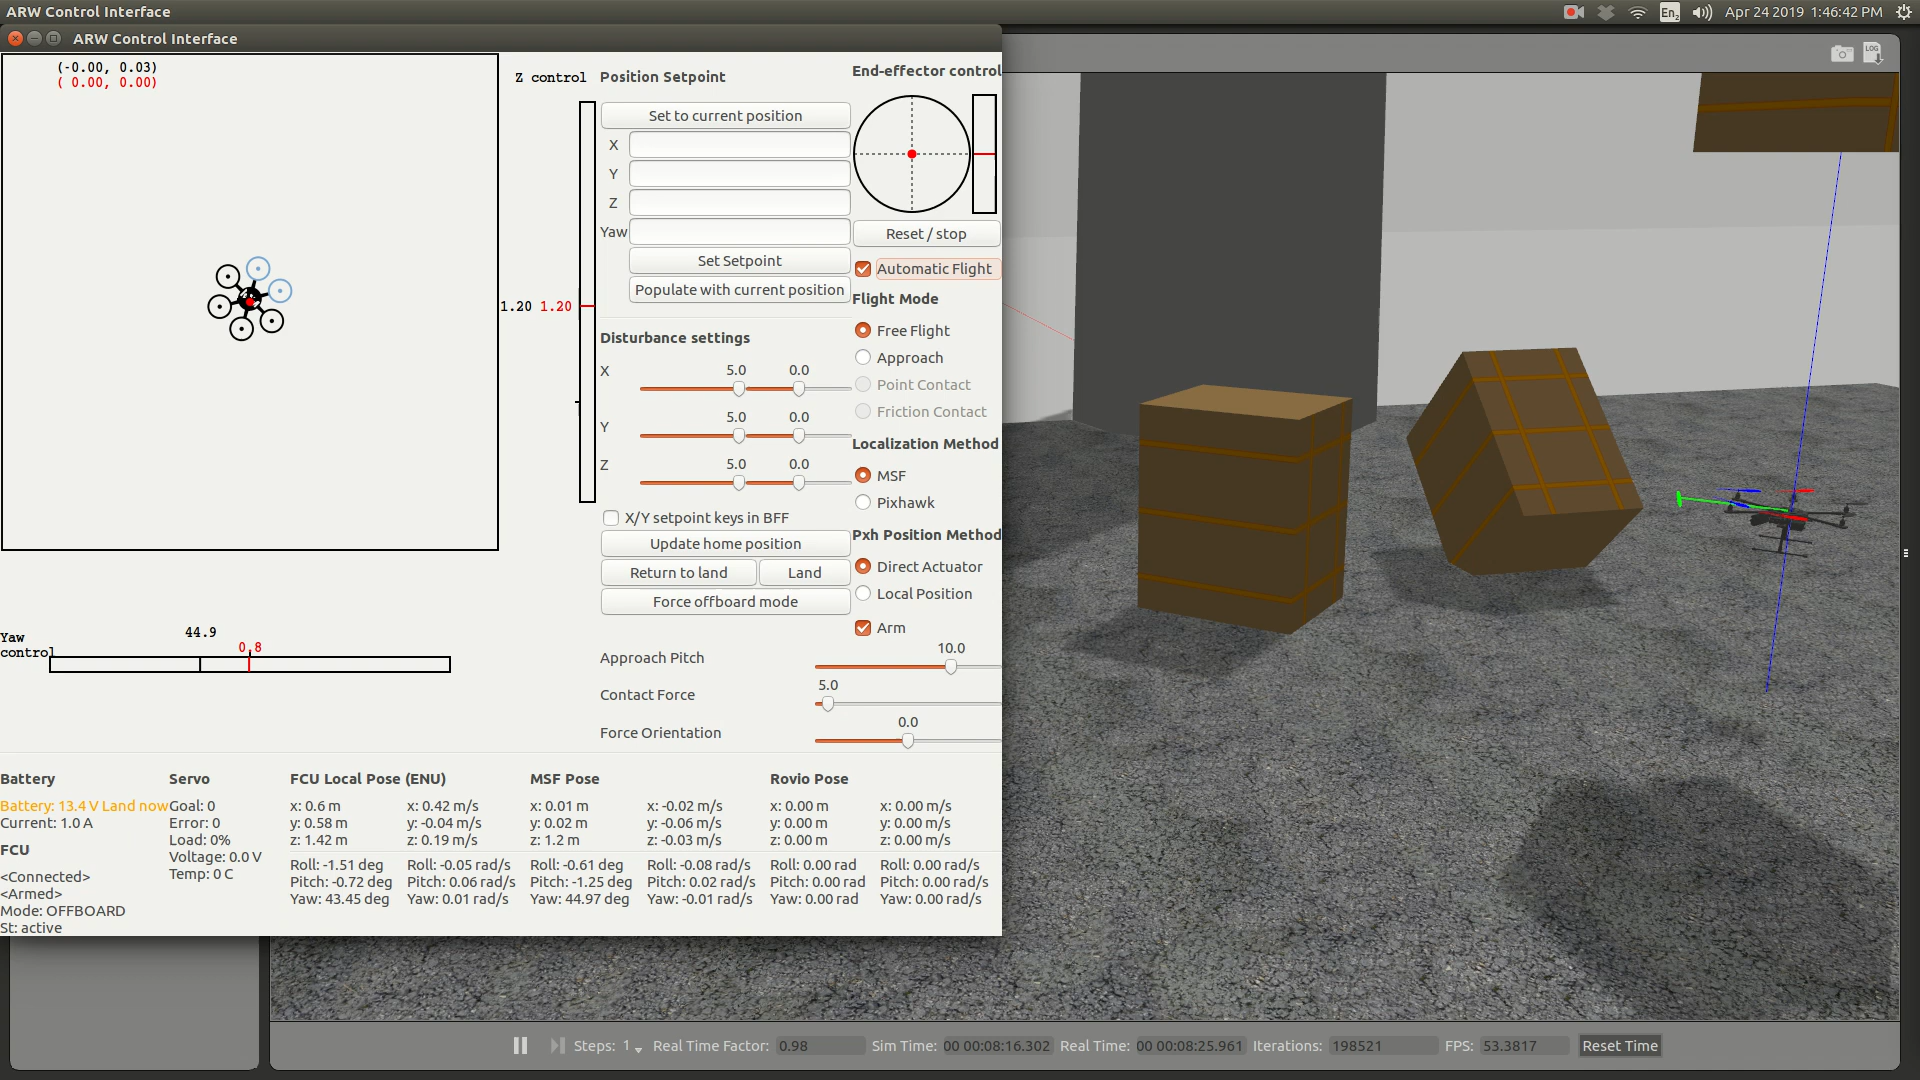 ARW Control Interface
En2
Apr 24 2019 1:46:42 PM
ARW Control Interface
LOG
(-0.00, 0.03)
( 0.00, 0.00)
Z control
1.20 1.20
Yaw
control
44.9
0.8
Position Setpoint
Set to current position
X
Y
Z
Yaw
Set Setpoint
Populate with current position
Disturbance settings
X 5.0 0.0
Y 5.0 0.0
Z 5.0 0.0
X/Y setpoint keys in BFF
Update home position
Return to land Land
Force offboard mode
End-effector control
Reset / stop
Automatic Flight
Flight Mode
Free Flight
Approach
Point Contact
Friction Contact
Localization Method
MSF
Pixhawk
Pxh Position Method
Direct Actuator
Local Position
Arm
Approach Pitch 10.0
Contact Force 5.0
Force Orientation 0.0
Battery
Battery: 13.4 V Land now
Current: 1.0 A
FCU
<Connected>
<Armed>
Mode: OFFBOARD
St: active
Servo
Goal: 0
Error: 0
Load: 0%
Voltage: 0.0 V
Temp: 0 C
FCU Local Pose (ENU)
x: 0.6 m x: 0.42 m/s
y: 0.58 m y: -0.04 m/s
z: 1.42 m z: 0.19 m/s
Roll: -1.51 deg Roll: -0.05 rad/s
Pitch: -0.72 deg Pitch: 0.06 rad/s
Yaw: 43.45 deg Yaw: 0.01 rad/s
MSF Pose
x: 0.01 m x: -0.02 m/s
y: 0.02 m y: -0.06 m/s
z: 1.2 m z: -0.03 m/s
Roll: -0.61 deg Roll: -0.08 rad/s
Pitch: -1.25 deg Pitch: 0.02 rad/s
Yaw: 44.97 deg Yaw: -0.01 rad/s
Rovio Pose
x: 0.00 m x: 0.00 m/s
y: 0.00 m y: 0.00 m/s
z: 0.00 m z: 0.00 m/s
Roll: 0.00 rad Roll: 0.00 rad/s
Pitch: 0.00 rad Pitch: 0.00 rad/s
Yaw: 0.00 rad Yaw: 0.00 rad/s
Steps: 1 Real Time Factor: 0.98 Sim Time: 00 00:08:16.302 Real Time: 00 00:08:25.961 Iterations: 198521 FPS: 53.3817 Reset Time